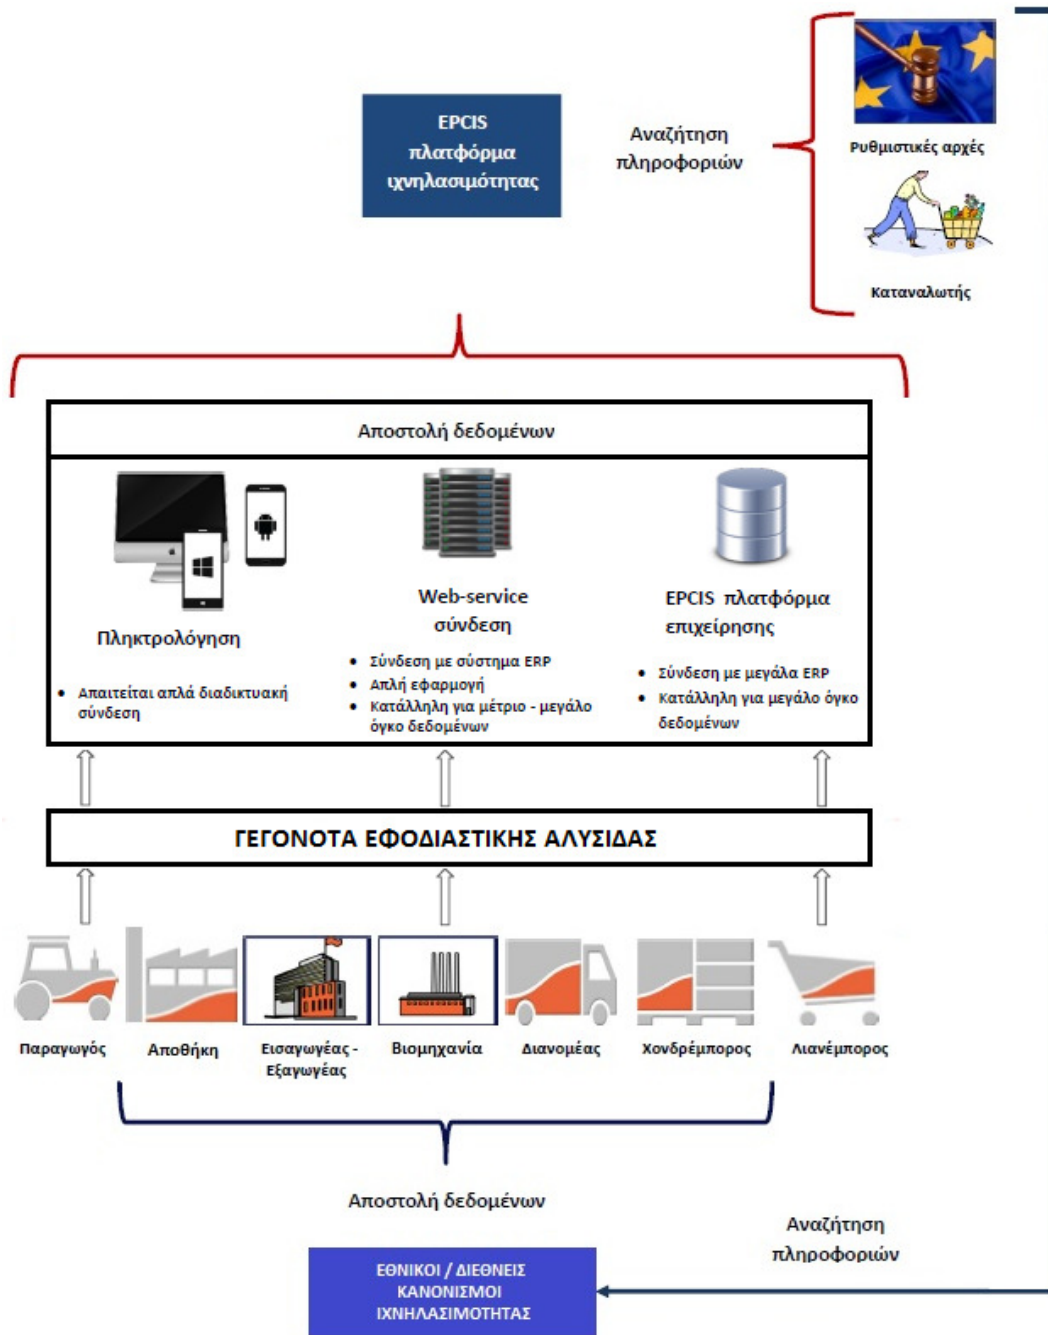 EPCIS
πλατφόρμα
ιχνηλασιμότητας
Αναζήτηση
πληροφοριών
Ρυθμιστικές αρχές
Καταναλωτής
Αποστολή δεδομένων
Πληκτρολόγηση
• Απαιτείται απλά διαδικτυακή
σύνδεση
Web-service
σύνδεση
• Σύνδεση με σύστημα ERP
• Απλή εφαρμογή
• Κατάλληλη για μέτριο - μεγάλο
όγκο δεδομένων
EPCIS πλατφόρμα
επιχείρησης
• Σύνδεση με μεγάλα ERP
• Κατάλληλη για μεγάλο όγκο
δεδομένων
ΓΕΓΟΝΟΤΑ ΕΦΟΔΙΑΣΤΙΚΗΣ ΑΛΥΣΙΔΑΣ
Παραγωγός
Αποθήκη
Εισαγωγέας -
Εξαγωγέας
Βιομηχανία
Διανομέας
Χονδρέμπορος
Λιανέμπορος
Αποστολή δεδομένων
Αναζήτηση
πληροφοριών
ΕΘΝΙΚΟΙ / ΔΙΕΘΝΕΙΣ
ΚΑΝΟΝΙΣΜΟΙ
ΙΧΝΗΛΑΣΙΜΟΤΗΤΑΣ